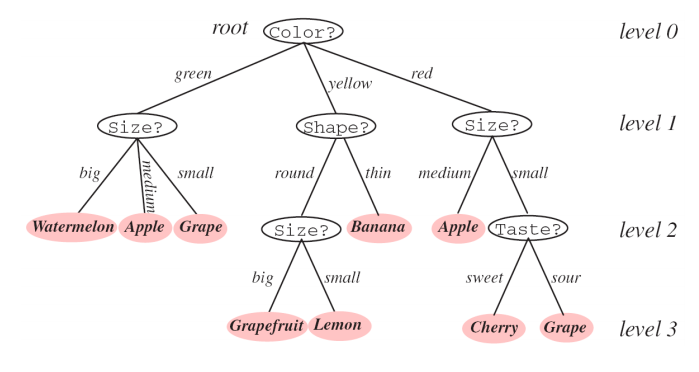 root Color? level 0
green yellow red
Size? Shape? Size? level 1
big medium small round thin medium small
Watermelon Apple Grape Size? Banana Apple Taste? level 2
big small sweet sour
Grapefruit Lemon Cherry Grape level 3